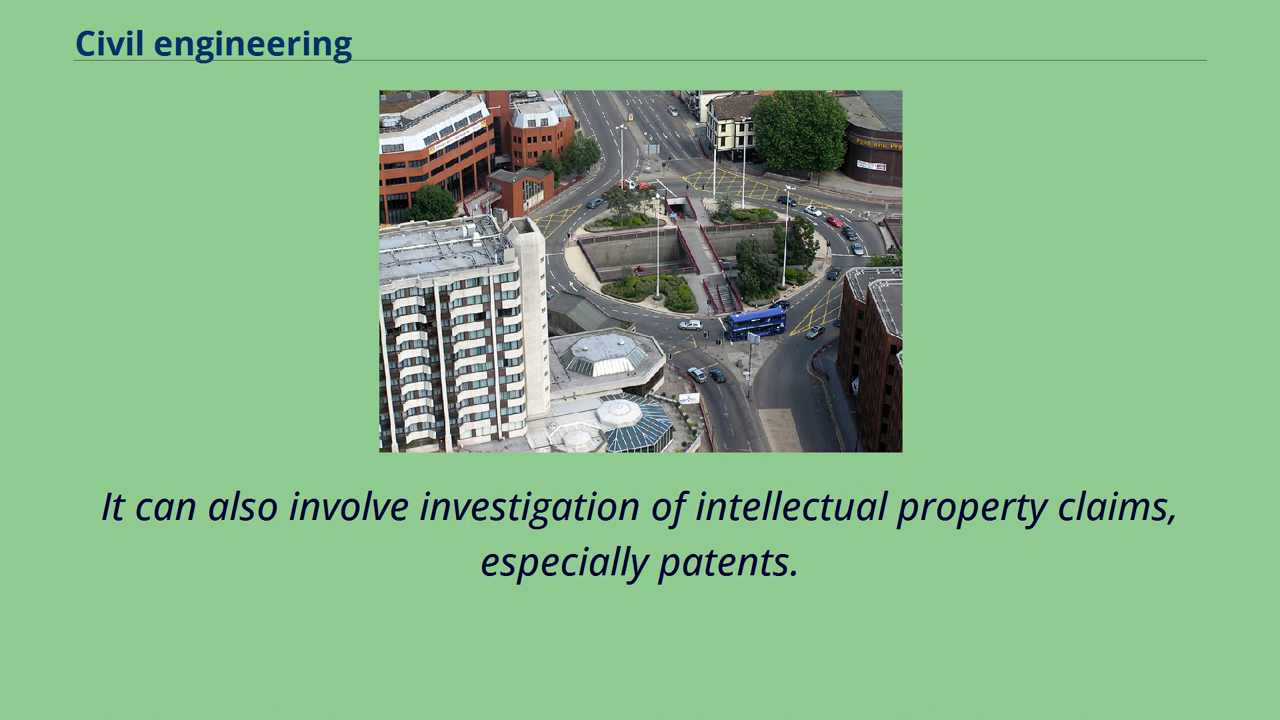 Civil engineering
It can also involve investigation of intellectual property claims,
especially patents.